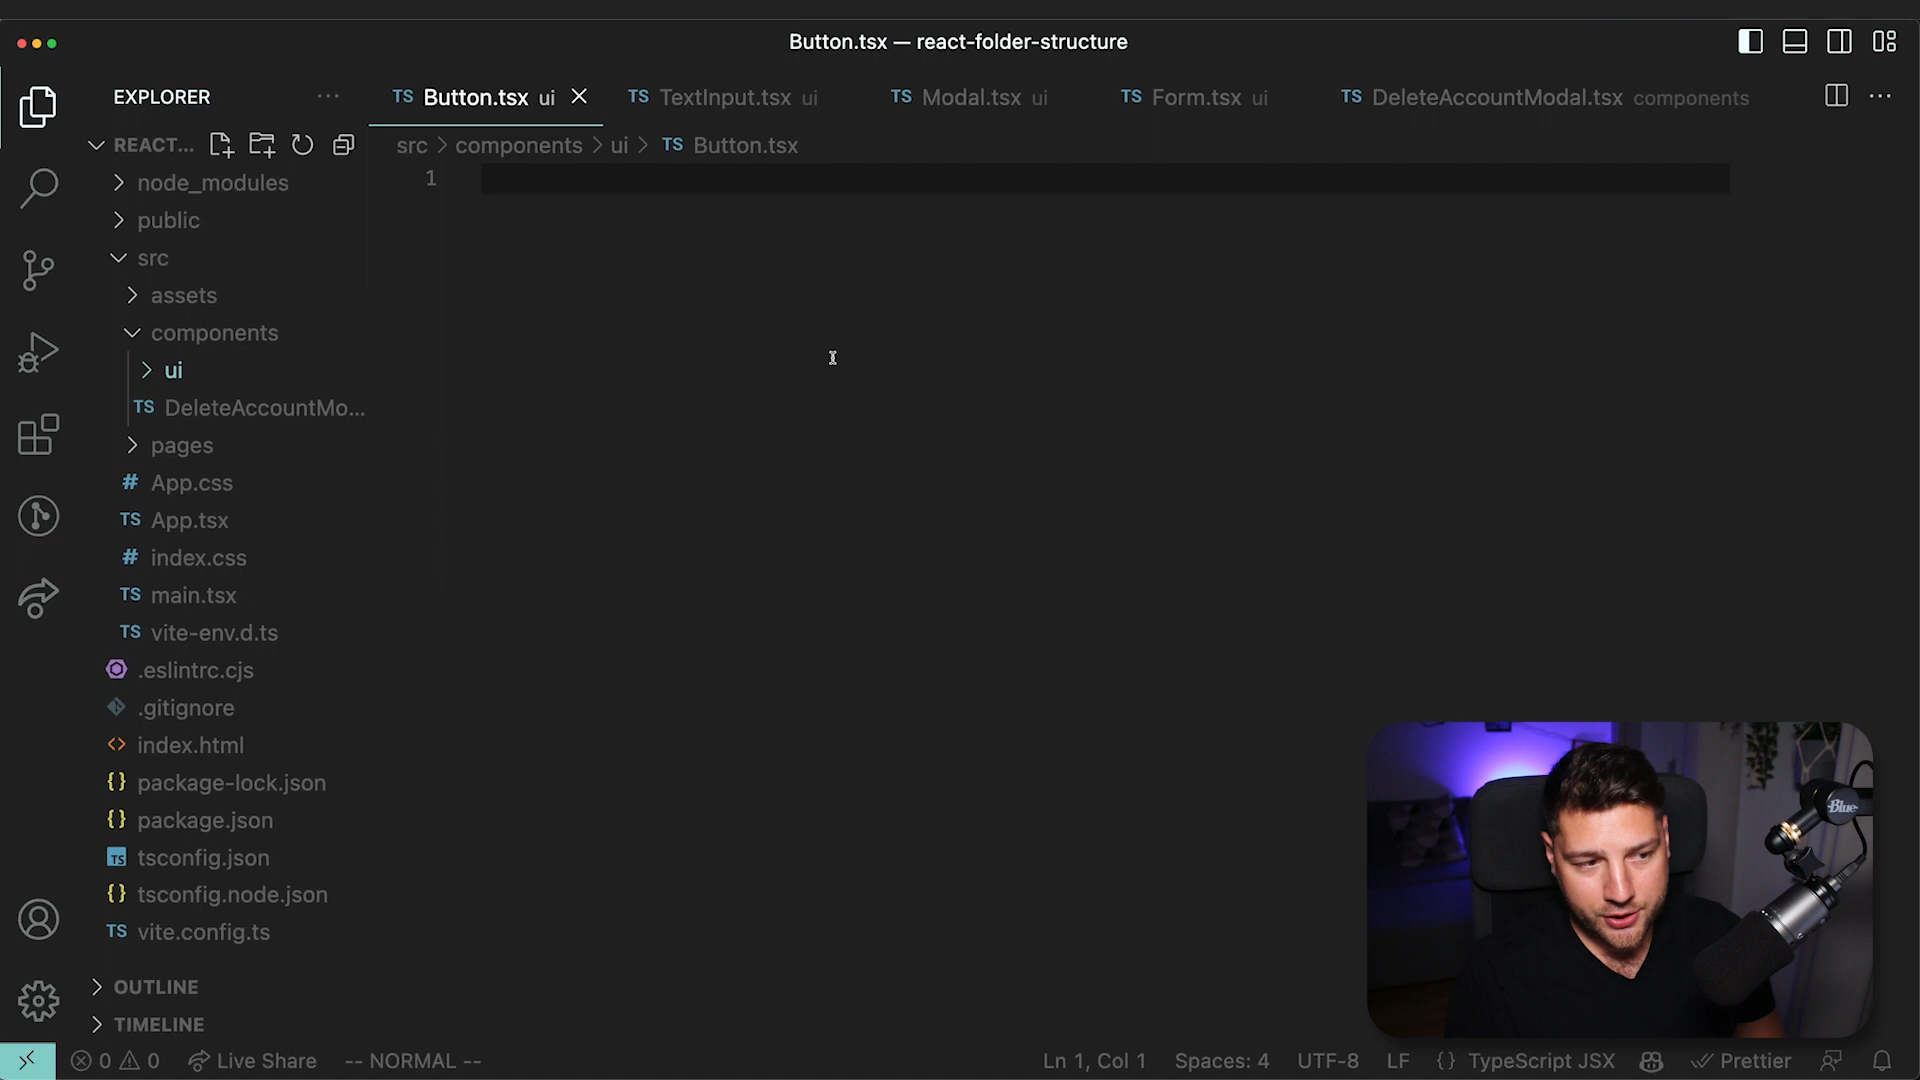 Button.tsx — react-folder-structure
EXPLORER
TS Button.tsx ui
TS TextInput.tsx ui
TS Modal.tsx ui
TS Form.tsx ui
TS DeleteAccountModal.tsx components
REACT...
src > components > ui > TS Button.tsx
1
node_modules
public
src
assets
components
ui
TS DeleteAccountMo...
pages
# App.css
TS App.tsx
# index.css
TS main.tsx
TS vite-env.d.ts
.eslintrc.cjs
.gitignore
<> index.html
{} package-lock.json
{} package.json
TS tsconfig.json
{} tsconfig.node.json
TS vite.config.ts
OUTLINE
TIMELINE
Blue
0 0 Live Share -- NORMAL -- Ln 1, Col 1 Spaces: 4 UTF-8 LF {} TypeScript JSX Prettier